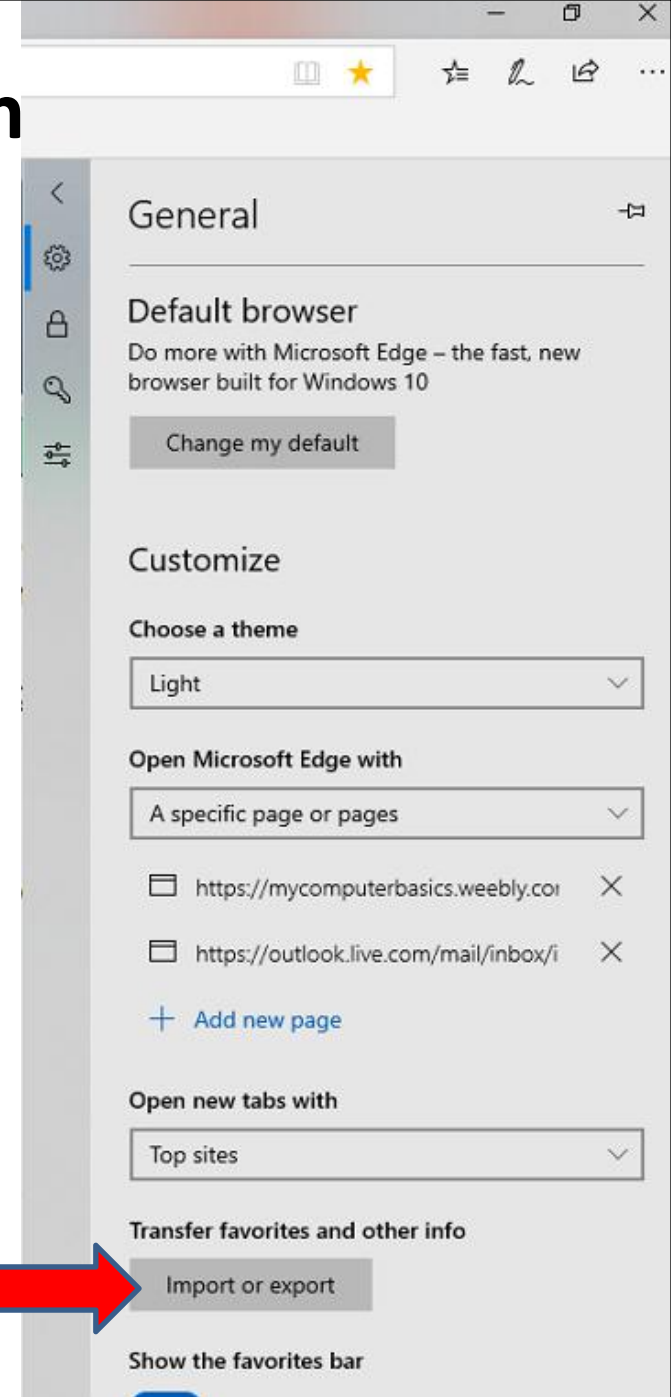 n
General
Default browser
Do more with Microsoft Edge – the fast, new
browser built for Windows 10
Change my default
Customize
Choose a theme
Light
Open Microsoft Edge with
A specific page or pages
https://mycomputerbasics.weebly.cor
https://outlook.live.com/mail/inbox/i
Add new page
Open new tabs with
Top sites
Transfer favorites and other info
Import or export
Show the favorites bar